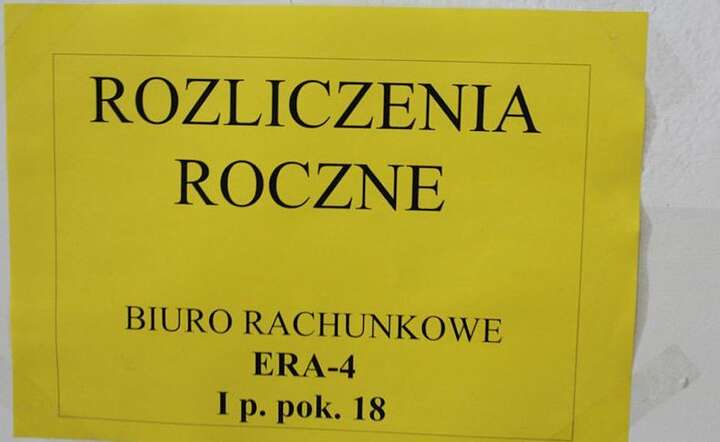 ROZLICZENIA
ROCZNE
BIURO RACHUNKOWE
ERA-4
I p. pok. 18